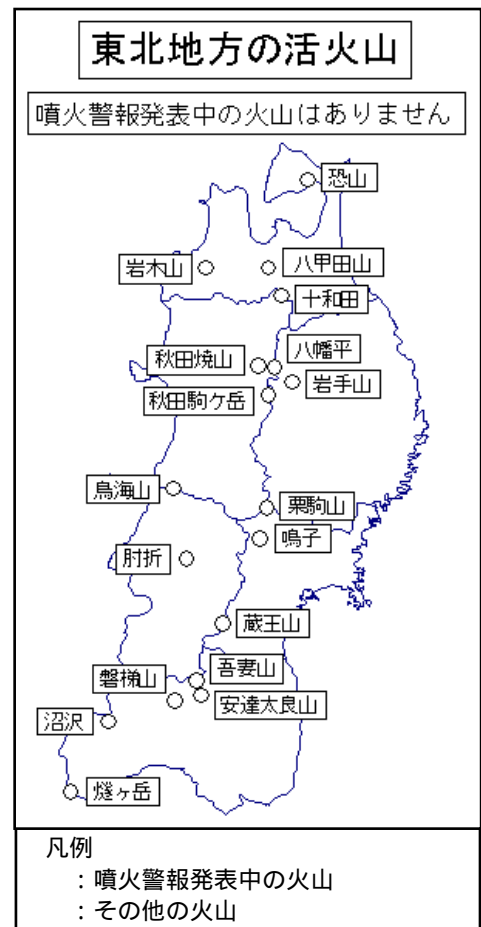 東北地方の活火山
噴火警報発表中の火山はありません
恐山
岩木山
八甲田山
十和田
八幡平
秋田焼山
岩手山
秋田駒ケ岳
鳥海山
栗駒山
鳴子
肘折
蔵王山
吾妻山
磐梯山
安達太良山
沼沢
燧ヶ岳
凡例
：噴火警報発表中の火山
：その他の火山